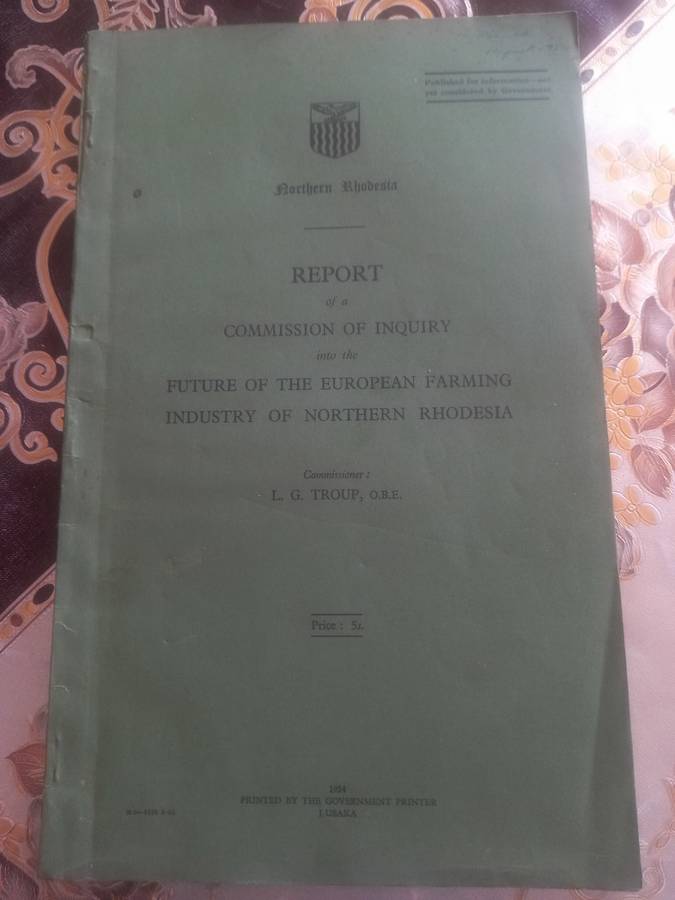 Published for information—not
yet considered by Government
Northern Rhodesia
REPORT
of a
COMMISSION OF INQUIRY
into the
FUTURE OF THE EUROPEAN FARMING
INDUSTRY OF NORTHERN RHODESIA
Commissioner:
L. G. TROUP, O.B.E.
Price: 5s.
1954
PRINTED BY THE GOVERNMENT PRINTER
LUSAKA